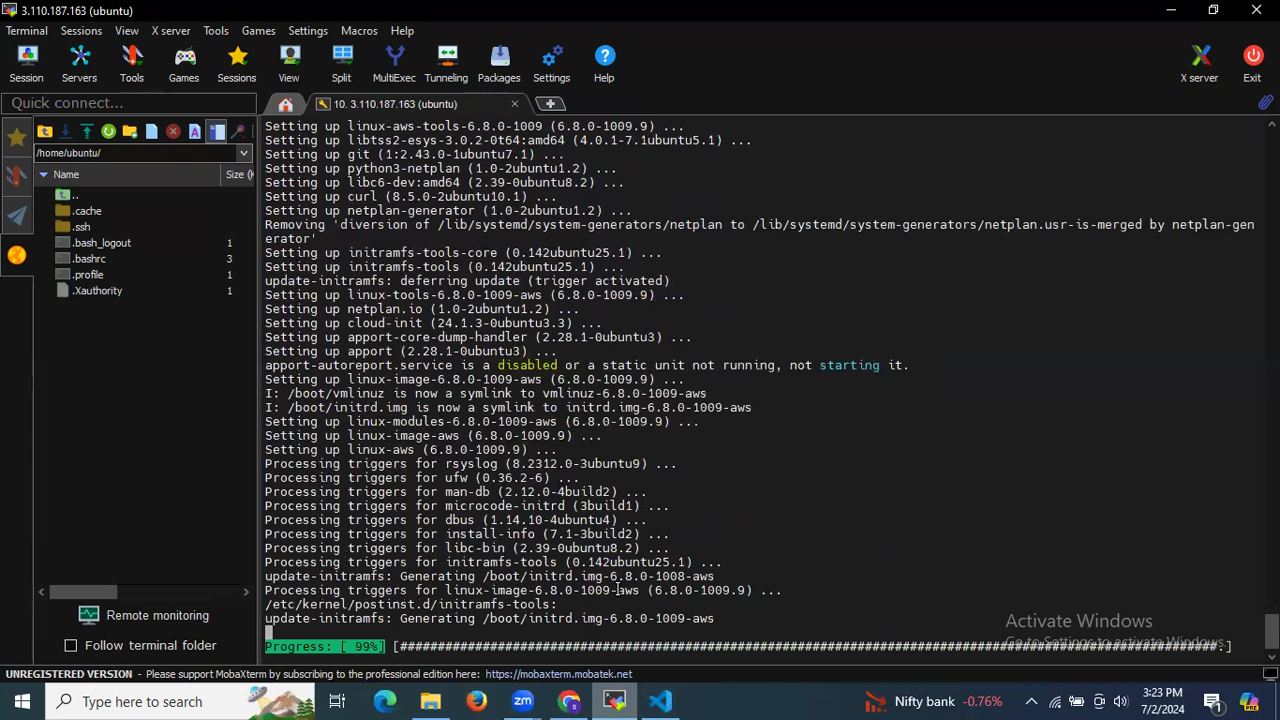 3.110.187.163 (ubuntu)
Terminal Sessions View X server Tools Games Settings Macros Help
Session Servers Tools Games Sessions View Split MultiExec Tunneling Packages Settings Help X server Exit
Quick connect...
10. 3.110.187.163 (ubuntu)
/home/ubuntu/
Name Size (K
..
.cache
.ssh
.bash_logout 1
.bashrc 3
.profile 1
.Xauthority 1
Remote monitoring
Follow terminal folder
Setting up linux-aws-tools-6.8.0-1009 (6.8.0-1009.9) ...
Setting up libtss2-esys-3.0.2-0t64:amd64 (4.0.1-7.1ubuntu5.1) ...
Setting up git (1:2.43.0-1ubuntu7.1) ...
Setting up python3-netplan (1.0-2ubuntu1.2) ...
Setting up libc6-dev:amd64 (2.39-0ubuntu8.2) ...
Setting up curl (8.5.0-2ubuntu10.1) ...
Setting up netplan-generator (1.0-2ubuntu1.2) ...
Removing 'diversion of /lib/systemd/system-generators/netplan to /lib/systemd/system-generators/netplan.usr-is-merged by netplan-gen
erator'
Setting up initramfs-tools-core (0.142ubuntu25.1) ...
Setting up initramfs-tools (0.142ubuntu25.1) ...
update-initramfs: deferring update (trigger activated)
Setting up linux-tools-6.8.0-1009-aws (6.8.0-1009.9) ...
Setting up netplan.io (1.0-2ubuntu1.2) ...
Setting up cloud-init (24.1.3-0ubuntu3.3) ...
Setting up apport-core-dump-handler (2.28.1-0ubuntu3) ...
Setting up apport (2.28.1-0ubuntu3) ...
apport-autoreport.service is a disabled or a static unit not running, not starting it.
Setting up linux-image-6.8.0-1009-aws (6.8.0-1009.9) ...
I: /boot/vmlinuz is now a symlink to vmlinuz-6.8.0-1009-aws
I: /boot/initrd.img is now a symlink to initrd.img-6.8.0-1009-aws
Setting up linux-modules-6.8.0-1009-aws (6.8.0-1009.9) ...
Setting up linux-image-aws (6.8.0-1009.9) ...
Setting up linux-aws (6.8.0-1009.9) ...
Processing triggers for rsyslog (8.2312.0-3ubuntu9) ...
Processing triggers for ufw (0.36.2-6) ...
Processing triggers for man-db (2.12.0-4build2) ...
Processing triggers for microcode-initrd (3build1) ...
Processing triggers for dbus (1.14.10-4ubuntu4) ...
Processing triggers for install-info (7.1-3build2) ...
Processing triggers for libc-bin (2.39-0ubuntu8.2) ...
Processing triggers for initramfs-tools (0.142ubuntu25.1) ...
update-initramfs: Generating /boot/initrd.img-6.8.0-1008-aws
Processing triggers for linux-image-6.8.0-1009-aws (6.8.0-1009.9) ...
/etc/kernel/postinst.d/initramfs-tools:
update-initramfs: Generating /boot/initrd.img-6.8.0-1009-aws
Progress: [ 99%]
Activate Windows
Go to Settings to activate Windows.
UNREGISTERED VERSION - Please support MobaXterm by subscribing to the professional edition here: https://mobaxterm.mobatek.net
Type here to search
Nifty bank -0.76%
3:23 PM
7/2/2024